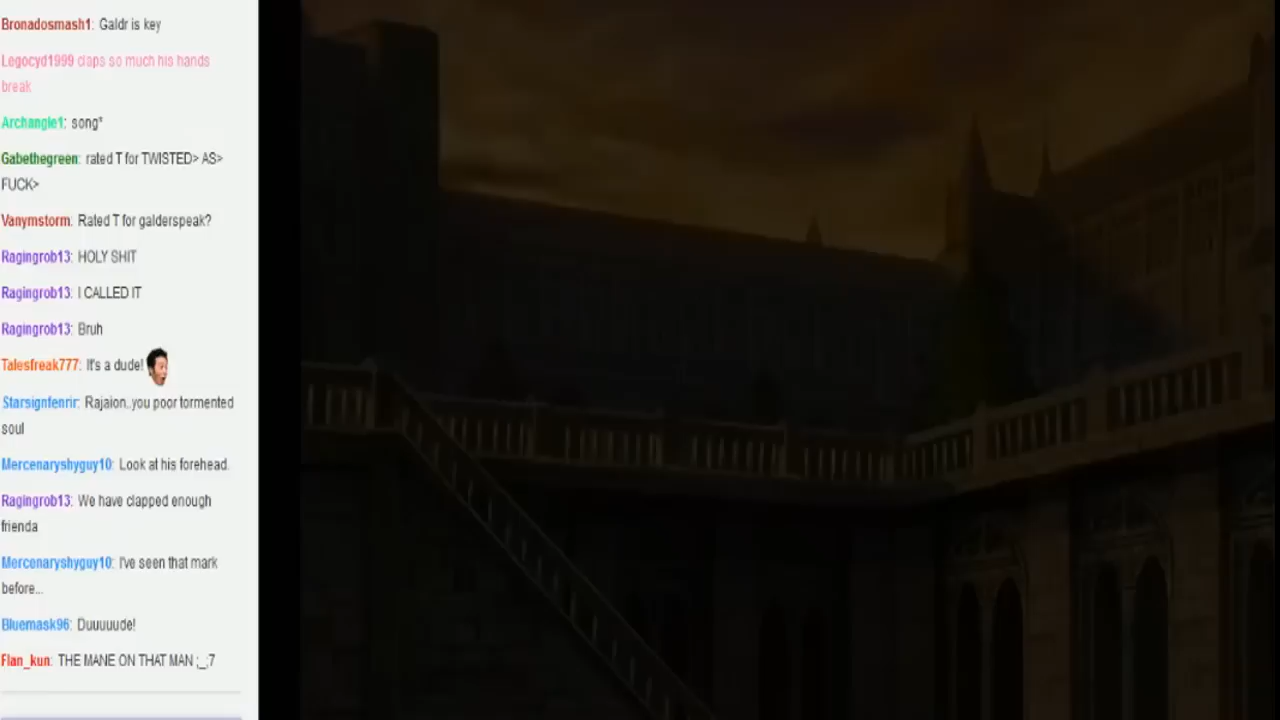 Bronadosmash1: Galdr is key
Legocyd1999 claps so much his hands
break
Archangle1: song*
Gabethegreen: rated T for TWISTED> AS>
FUCK>
Vanymstorm: Rated T for galderspeak?
Ragingrob13: HOLY SHIT
Ragingrob13: I CALLED IT
Ragingrob13: Bruh
Talesfreak777: It's a dude!
Starsignfenrir: Rajaion..you poor tormented
soul
Mercenaryshyguy10: Look at his forehead.
Ragingrob13: We have clapped enough
frienda
Mercenaryshyguy10: I've seen that mark
before...
Bluemask96: Duuuuude!
Flan_kun: THE MANE ON THAT MAN ;_;7